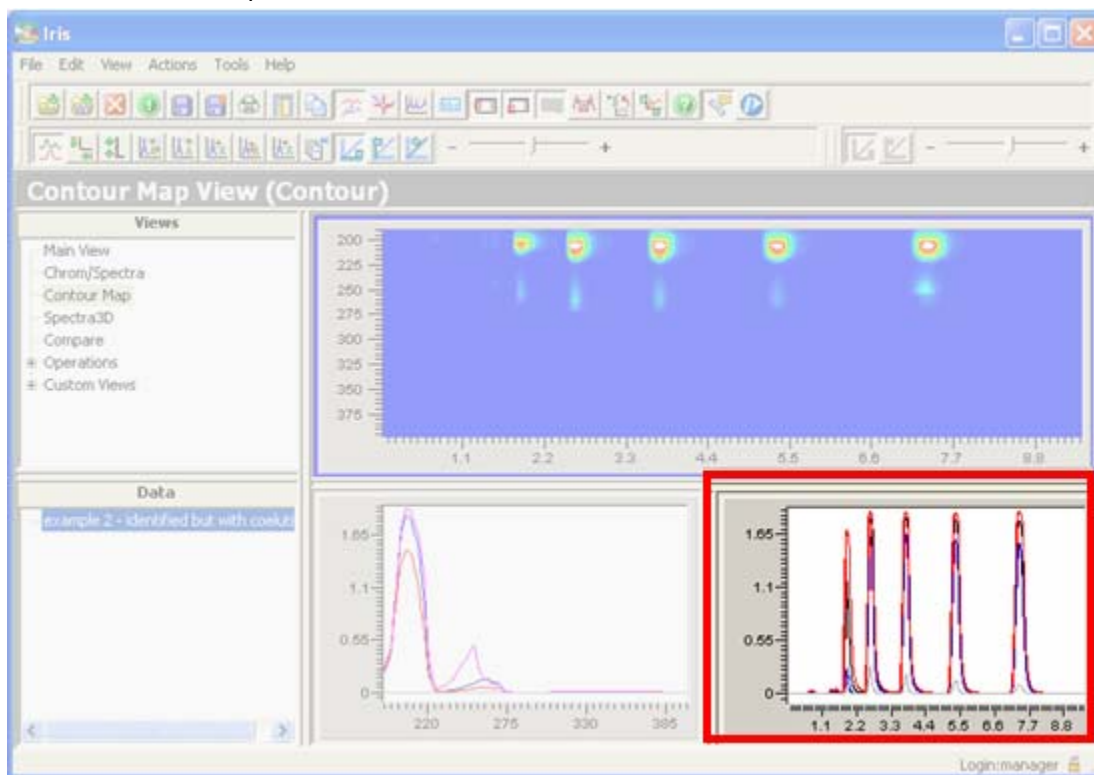 Iris
File Edit View Actions Tools Help
- +
- +
Contour Map View (Contour)
Views
Main View
Chrom/Spectra
Contour Map
Spectra3D
Compare
Operations
Custom Views
200
225
250
275
300
325
350
375
1.1 2.2 3.3 4.4 5.5 6.6 7.7 8.8
Data
example 2 - identified but with
1.65
1.1
0.55
0
220 275 330 385
1.65
1.1
0.55
0
1.1 2.2 3.3 4.4 5.5 6.6 7.7 8.8
Login:manager